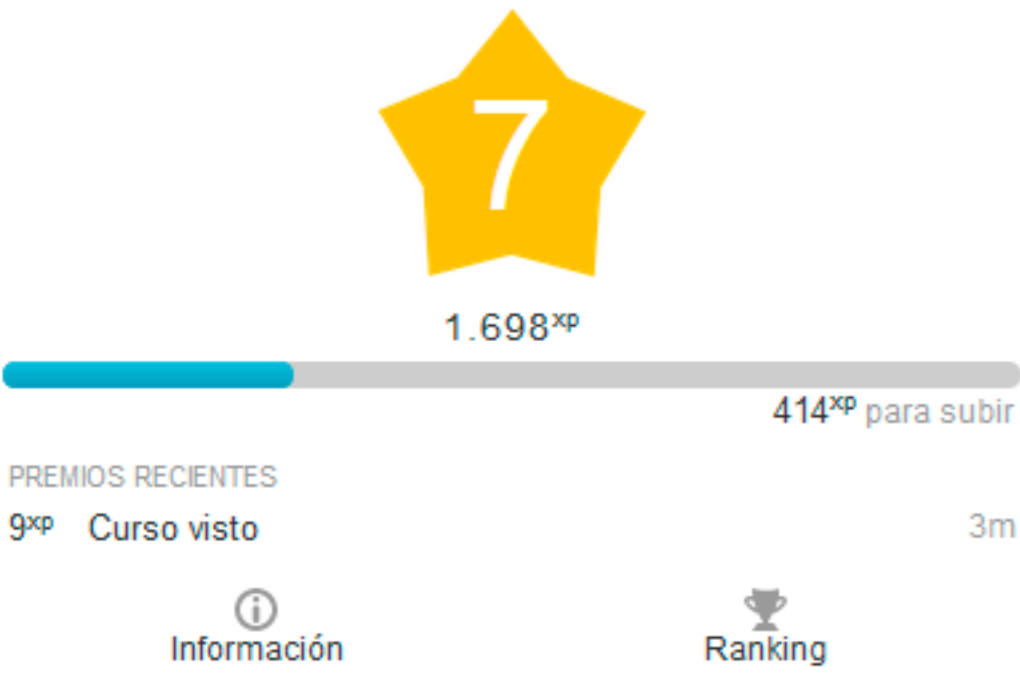 7
1.698xp
414xp para subir
PREMIOS RECIENTES
9xp Curso visto 3m
Información Ranking